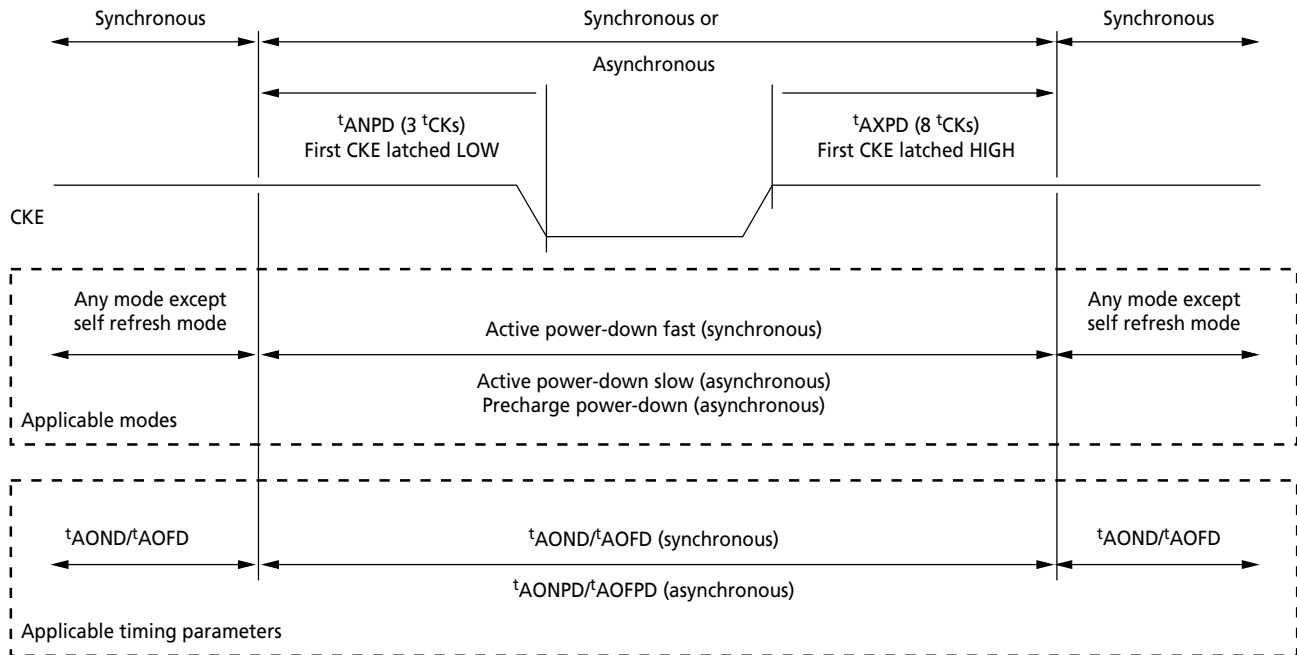 Synchronous
Synchronous or
Synchronous
Asynchronous
tANPD (3 tCKs)
First CKE latched LOW
tAXPD (8 tCKs)
First CKE latched HIGH
CKE
Any mode except
self refresh mode
Active power-down fast (synchronous)
Any mode except
self refresh mode
Active power-down slow (asynchronous)
Precharge power-down (asynchronous)
Applicable modes
tAOND/tAOFD
tAOND/tAOFD (synchronous)
tAOND/tAOFD
tAONPD/tAOFPD (asynchronous)
Applicable timing parameters